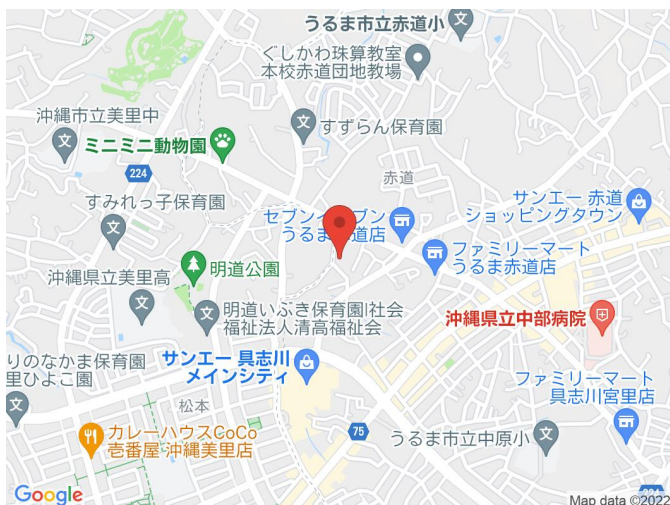 うるま市立赤道小
ぐしかわ珠算教室
本校赤道団地教場
沖縄市立美里中
ミニミニ動物園
すずらん保育園
224
赤道
すみれっ子保育園
セブンイレブン
うるま赤道店
サンエー 赤道
ショッピングタウン
ファミリーマート
うるま赤道店
明道公園
沖縄県立美里高
明道いぶき保育園|社会
福祉法人清高福祉会
沖縄県立中部病院
りのなかま保育園
里ひよこ園
サンエー 具志川
メインシティ
松本
ファミリーマート
具志川宮里店
カレーハウスCoCo
壱番屋 沖縄美里店
75
うるま市立中原小
Google
Map data ©2022